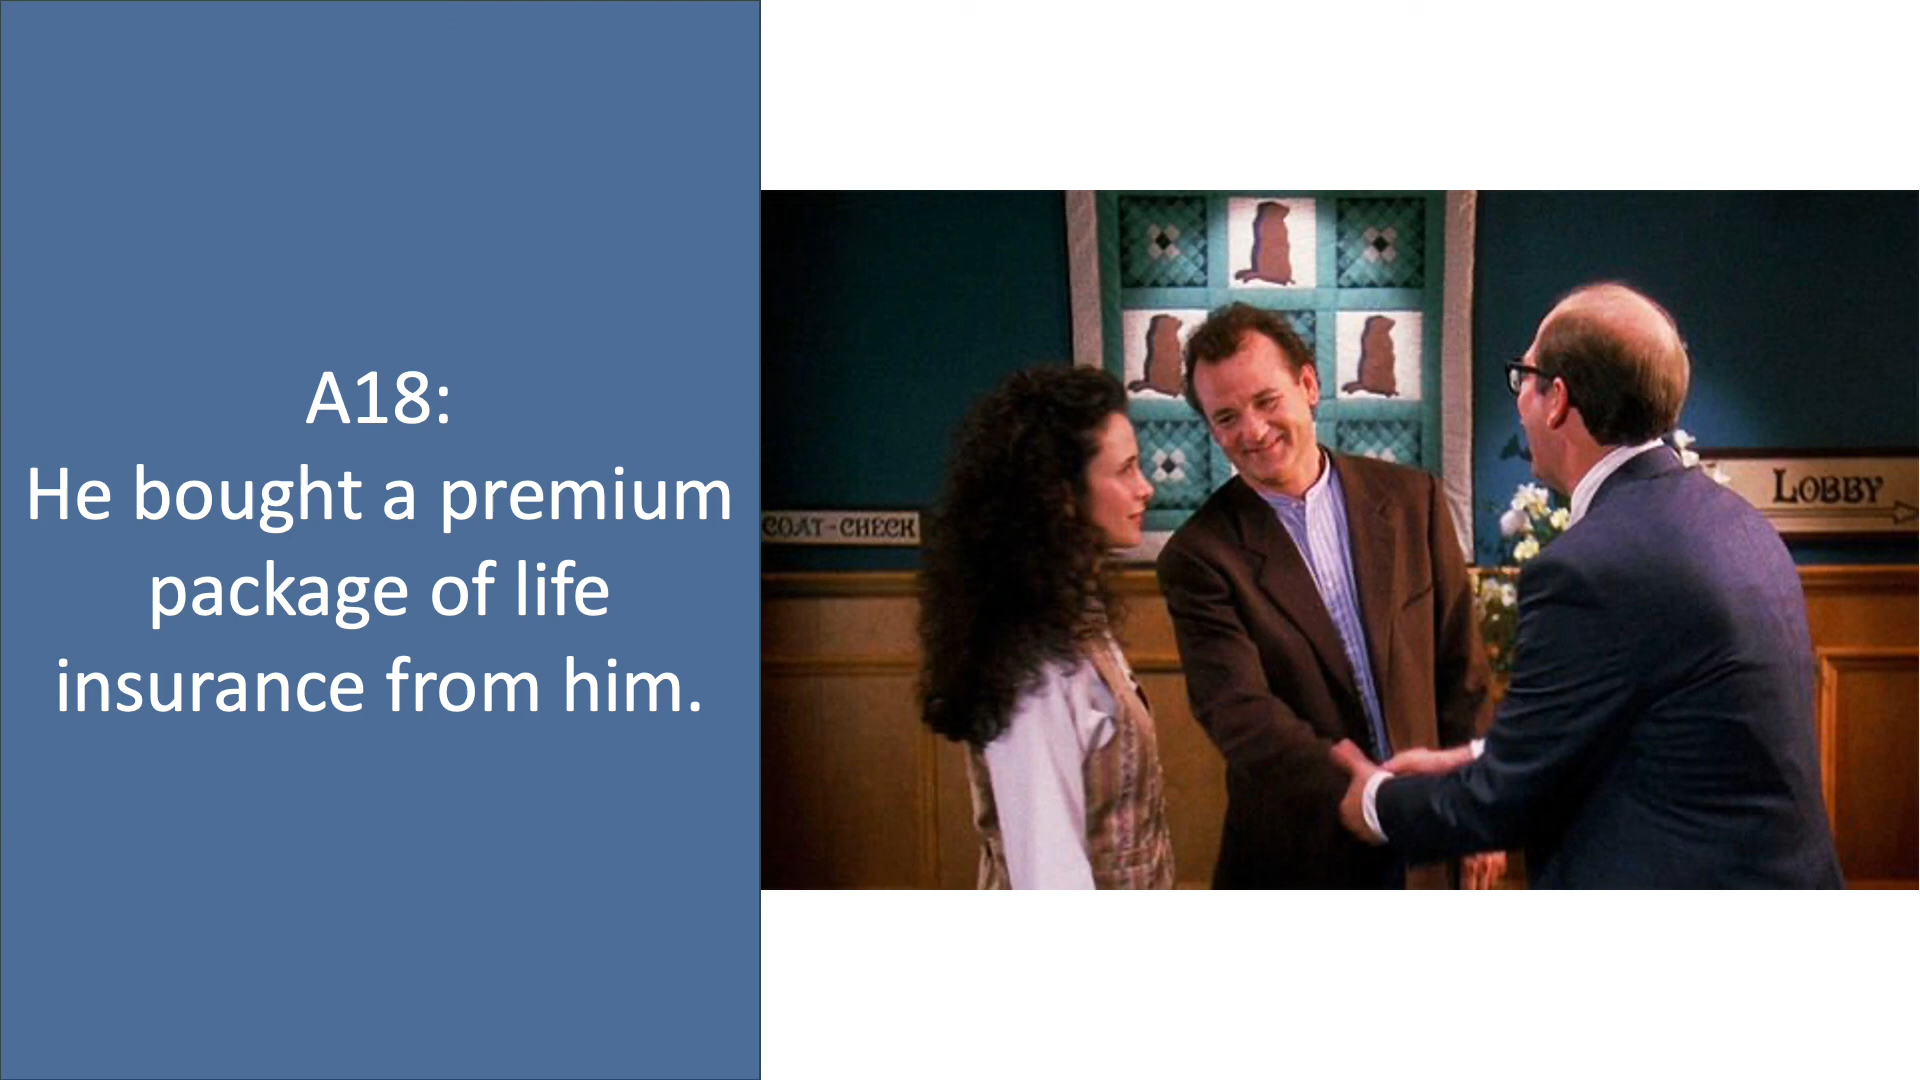 A18:
He bought a premium
package of life
insurance from him.
COAT-CHECK
LOBBY